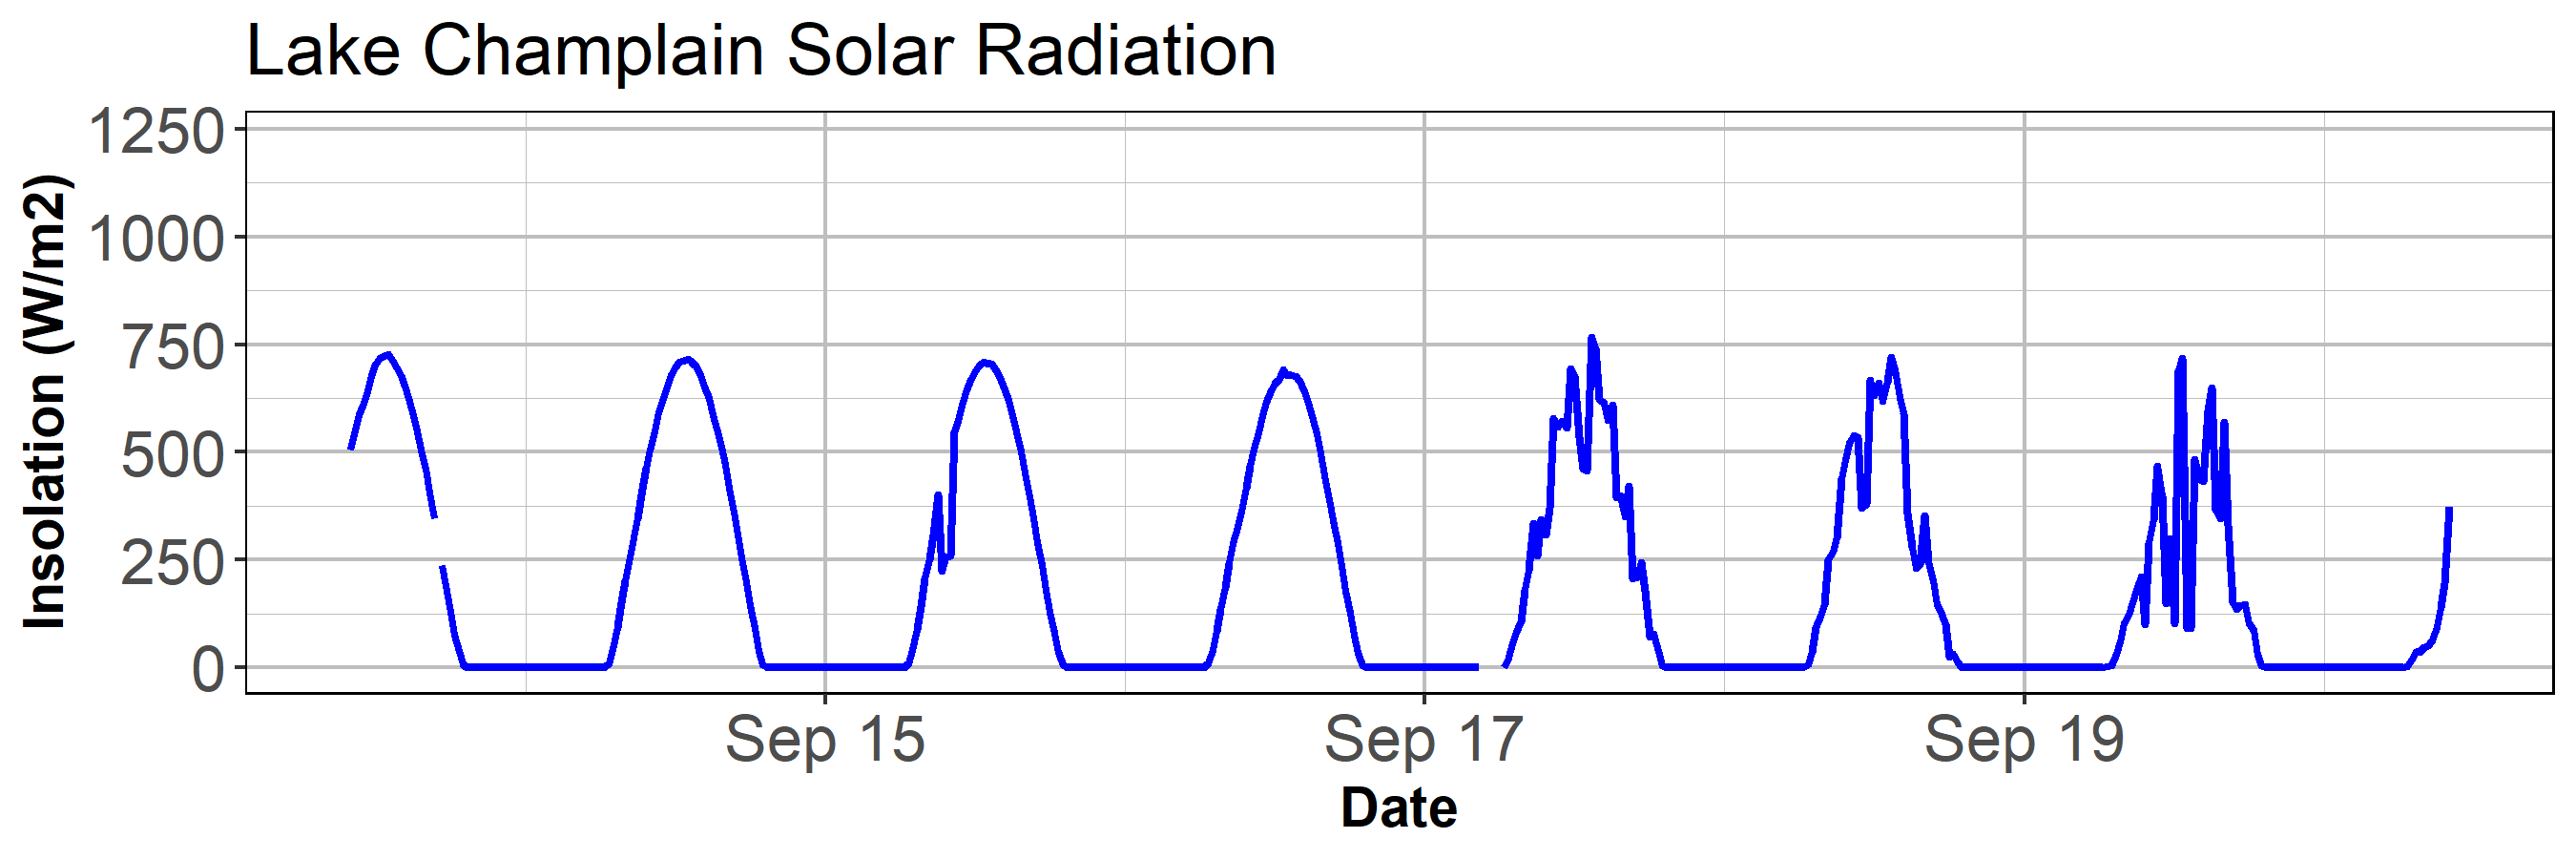 Lake Champlain Solar Radiation
Insolation (W/m2)
1250
1000
750
500
250
0
Sep 15 Sep 17 Sep 19
Date